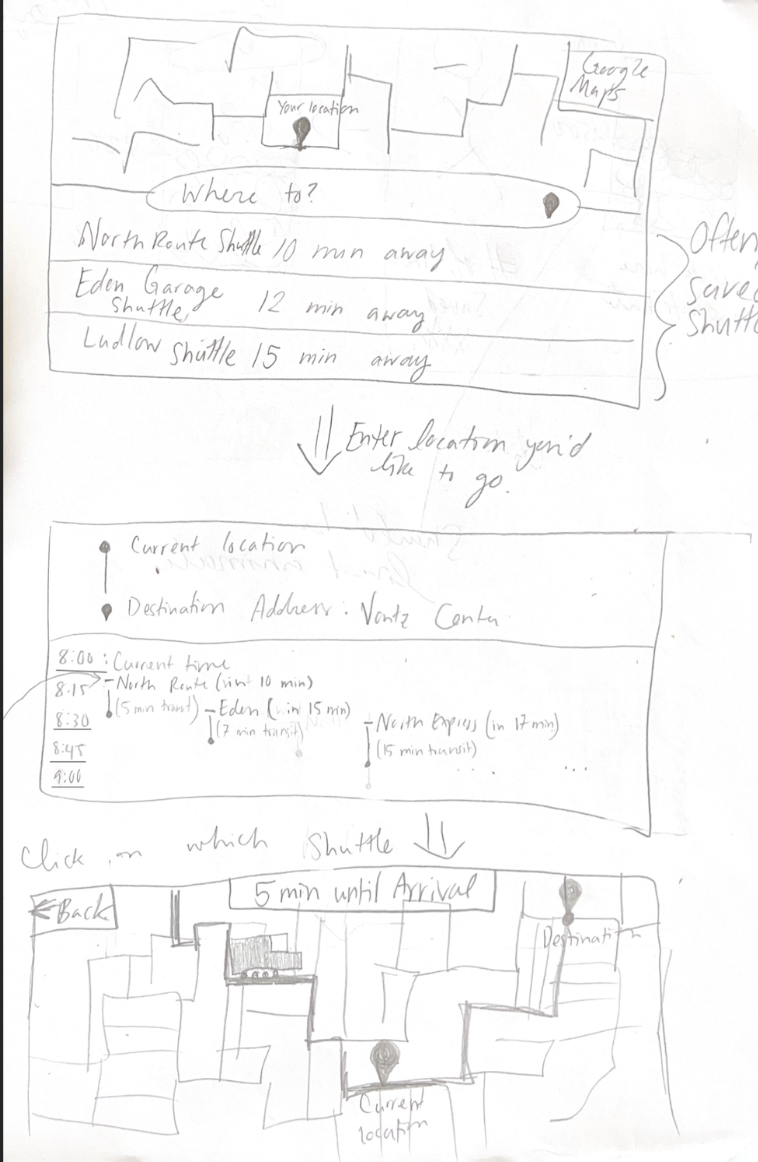 Google
Maps
Your location
Where to?
North Route Shuttle 10 min away
Eden Garage
Shuttle 12 min away
Ludlow Shuttle 15 min away
Often
saved
Shuttl
Enter location you'd
like to go.
Current location
Destination Address: Vontz Center
8:00 : Current time
8:15 - North Route (in 10 min)
(5 min transit) - Eden (in 15 min)
8:30 - North Express (in 17 min)
(7 min transit)
8:45 (15 min transit)
9:00 ... ...
Click on which Shuttle
← Back
5 min until Arrival
Destination
Current
location